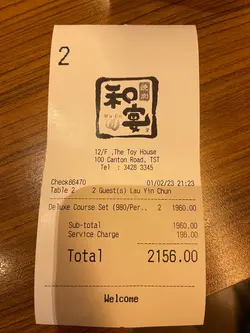 2
焼肉
和宴
12/F ,The Toy House
100 Canton Road, TST
Tel : 3428 3345
Check86470 01/02/23 21:23
Table 2 2 Guest(s) Lau Yin Chun
Deluxe Course Set (980/Per.. 2 1960.00
Sub-total 1960.00
Service Charge 196.00
Total 2156.00
Welcome